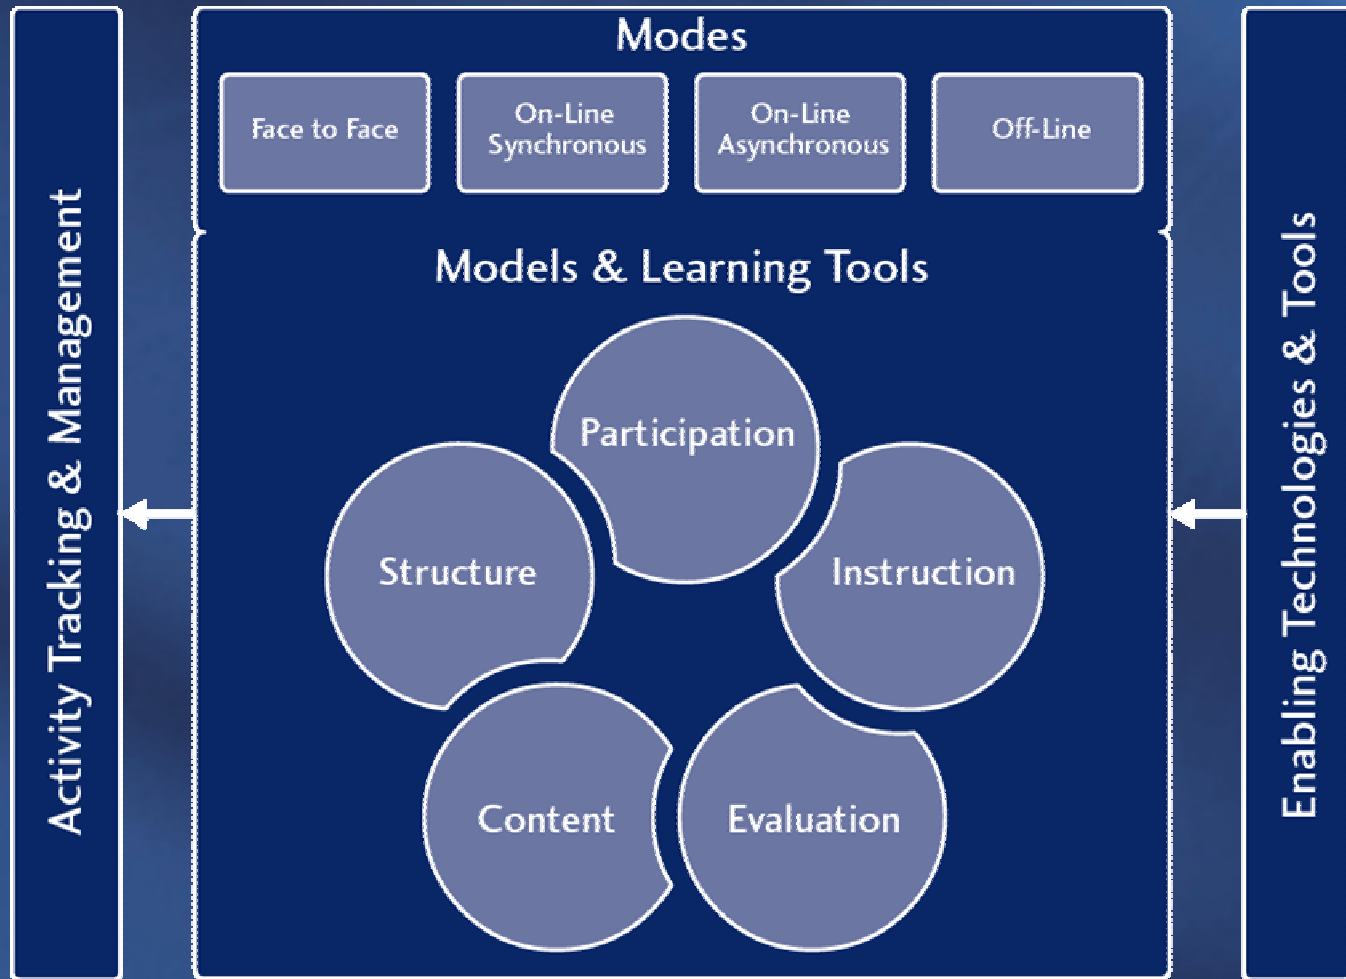 Modes
Face to Face
On-Line
Synchronous
On-Line
Asynchronous
Off-Line
Models & Learning Tools
Participation
Structure
Instruction
Content
Evaluation
Activity Tracking & Management
Enabling Technologies & Tools